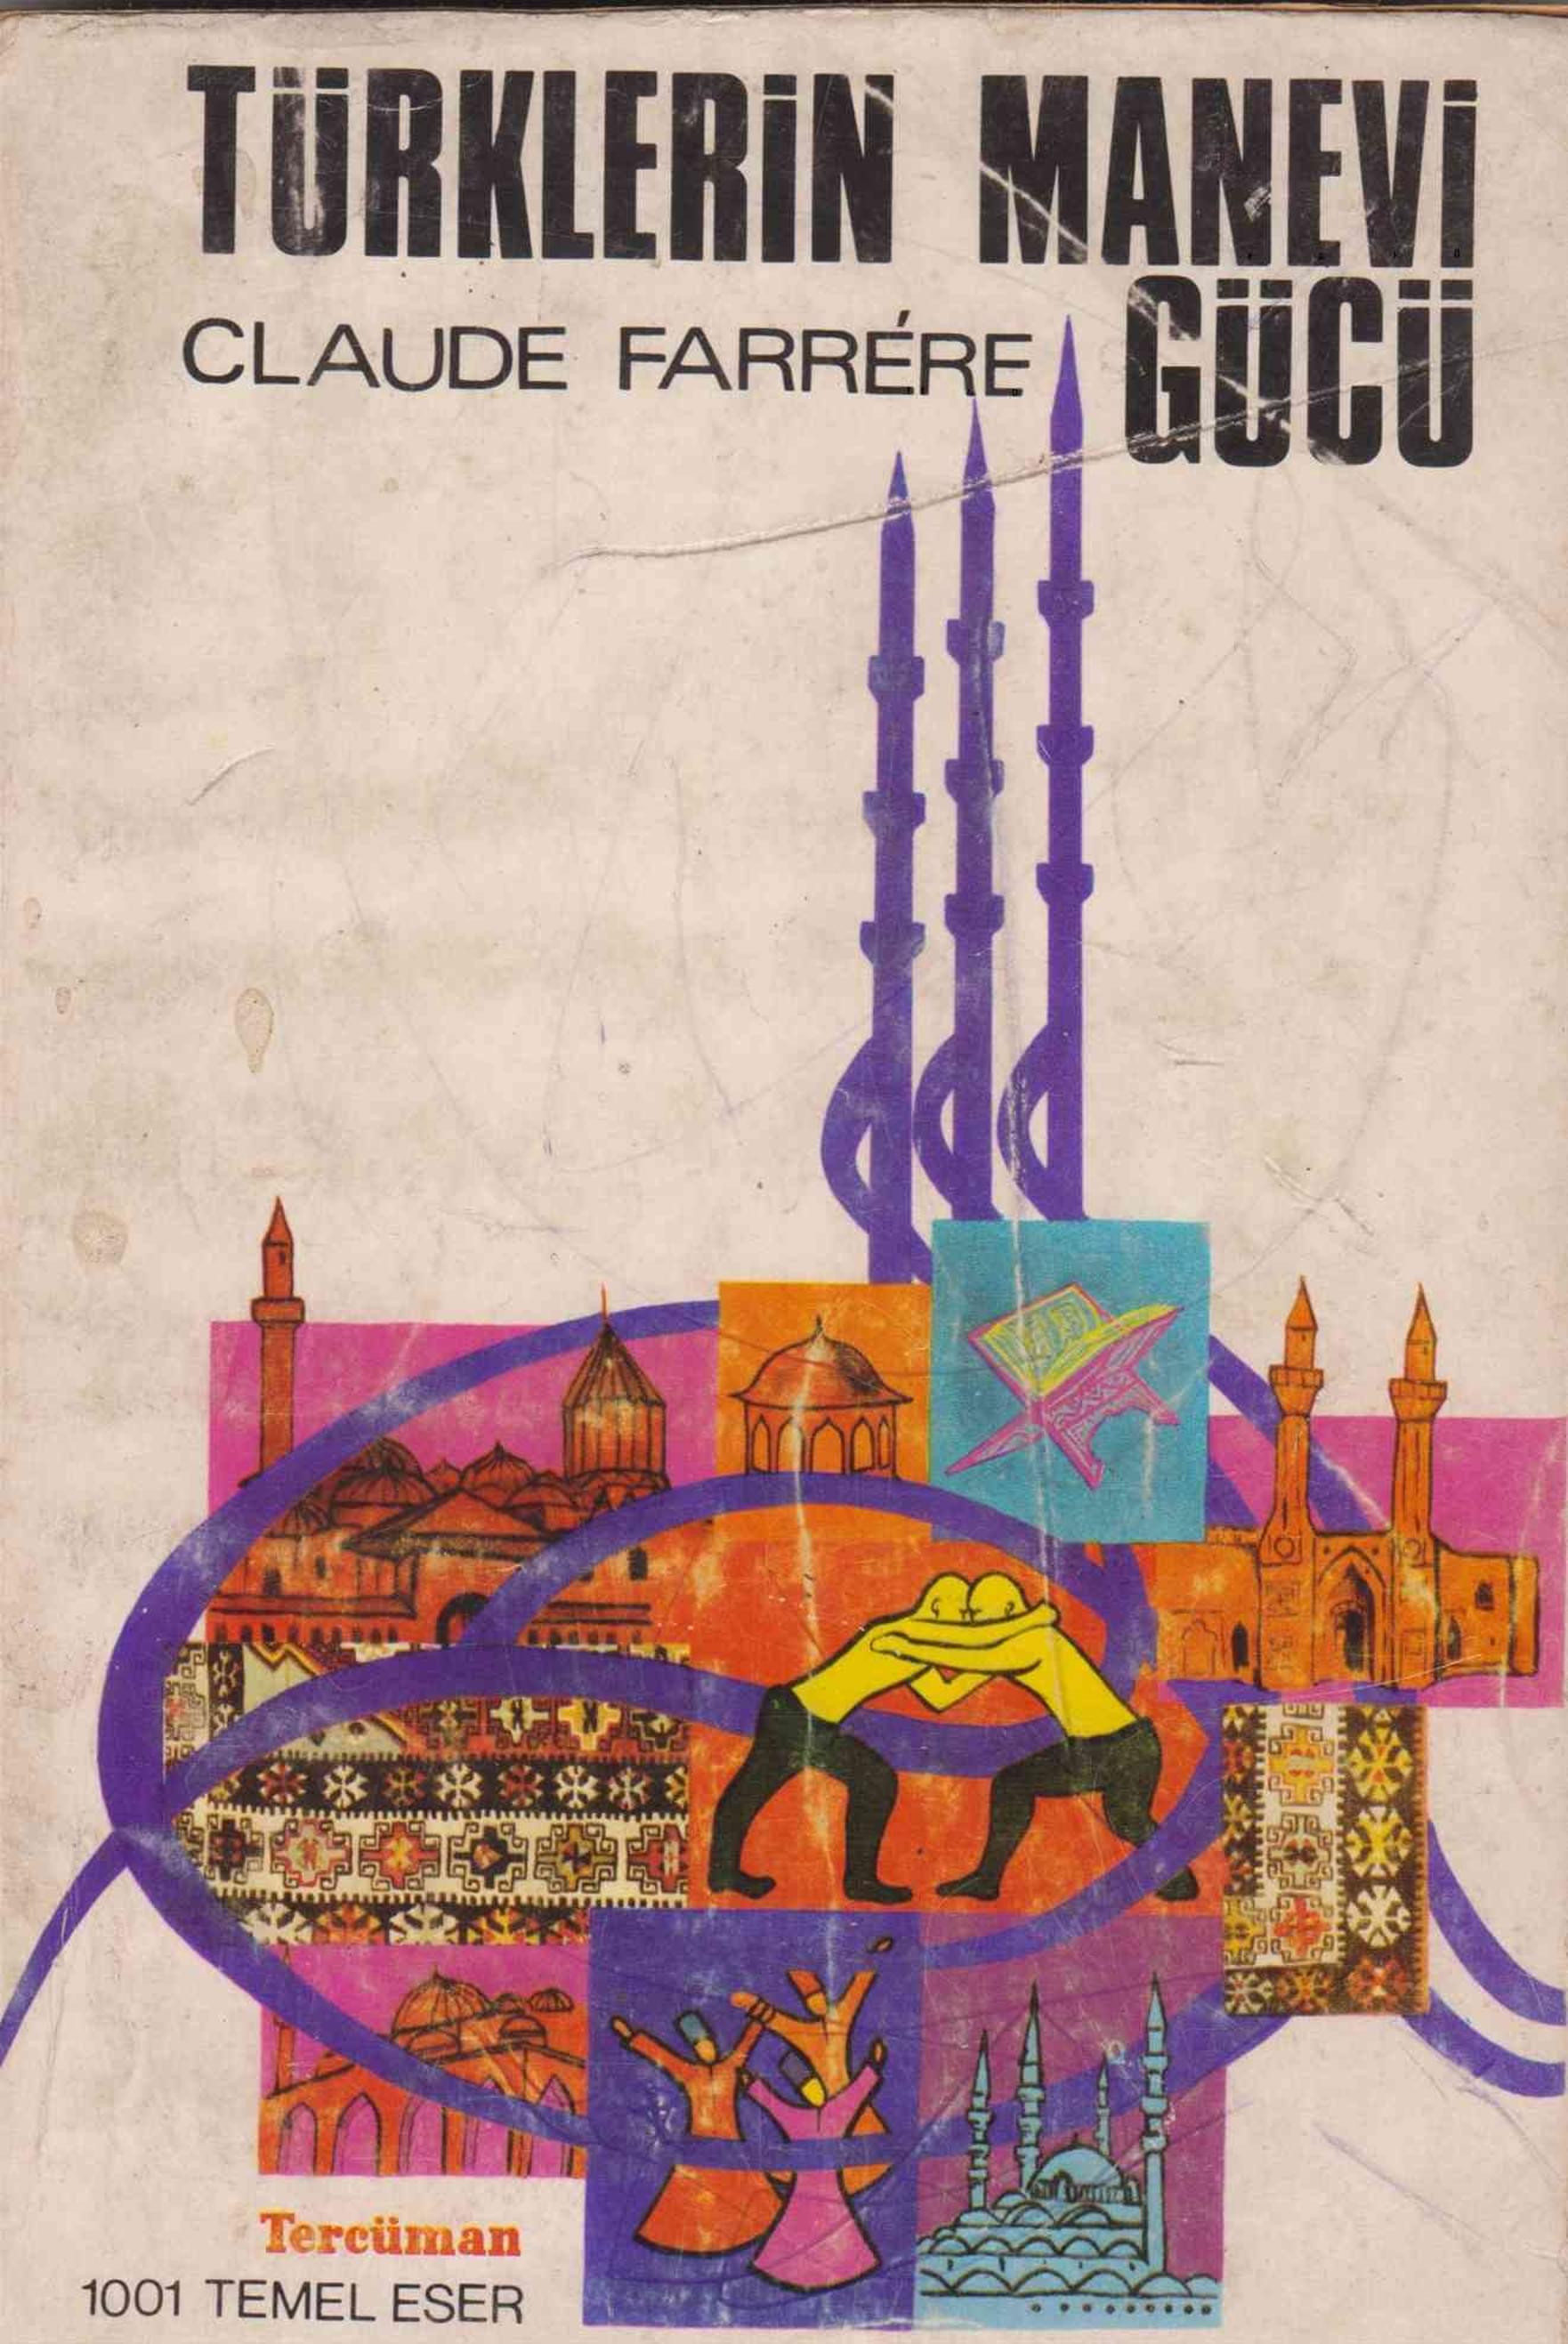 TÜRKLERİN MANEVİ
GÜCÜ
CLAUDE FARRÉRE
Tercüman
1001 TEMEL ESER